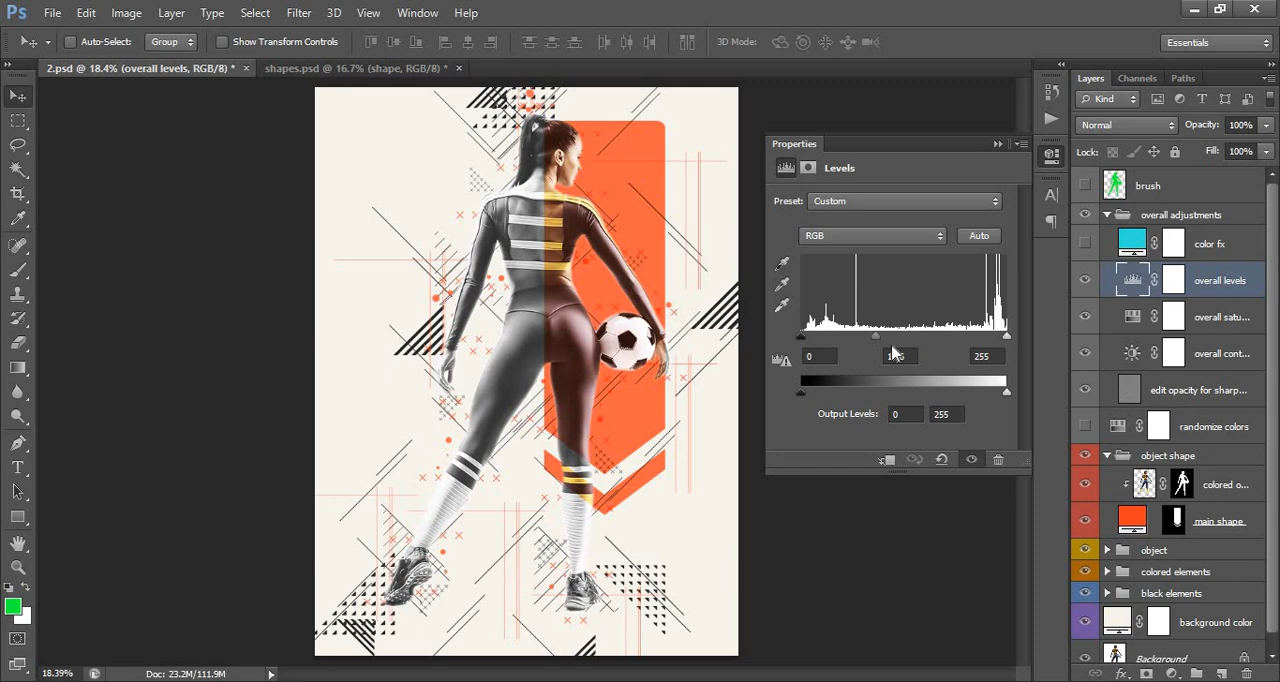 Ps File Edit Image Layer Type Select Filter 3D View Window Help
Auto-Select: Group Show Transform Controls 3D Mode: Essentials
2.psd @ 18.4% (overall levels, RGB/8) * × shapes.psd @ 16.7% (shape, RGB/8) * ×
Layers Channels Paths
Kind
Normal Opacity: 100%
Lock: Fill: 100%
brush
overall adjustments
color fx
overall levels
overall satu...
overall cont...
edit opacity for sharp...
randomize colors
object shape
colored o...
main shape
object
colored elements
black elements
background color
Background
Properties
Levels
Preset: Custom
RGB Auto
0 255
Output Levels: 0 255
18.39% Doc: 23.2M/111.9M